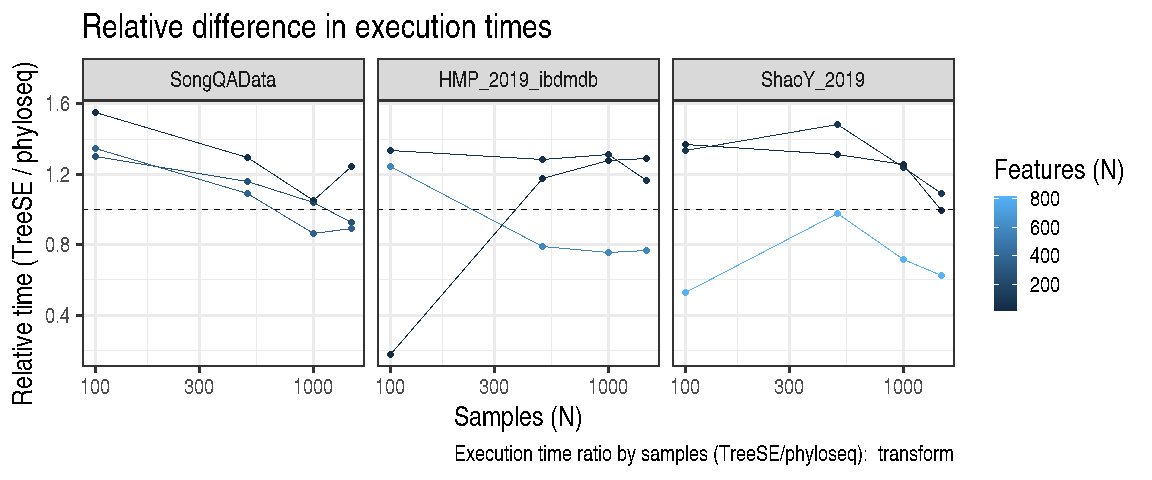 Relative difference in execution times
SongQAData
HMP_2019_ibdmdb
ShaoY_2019
Relative time (TreeSE / phyloseq)
1.6
1.2
1.0
0.8
0.4
100
300
1000
100
300
1000
100
300
1000
Samples (N)
Execution time ratio by samples (TreeSE/phyloseq): transform
Features (N)
800
600
400
200